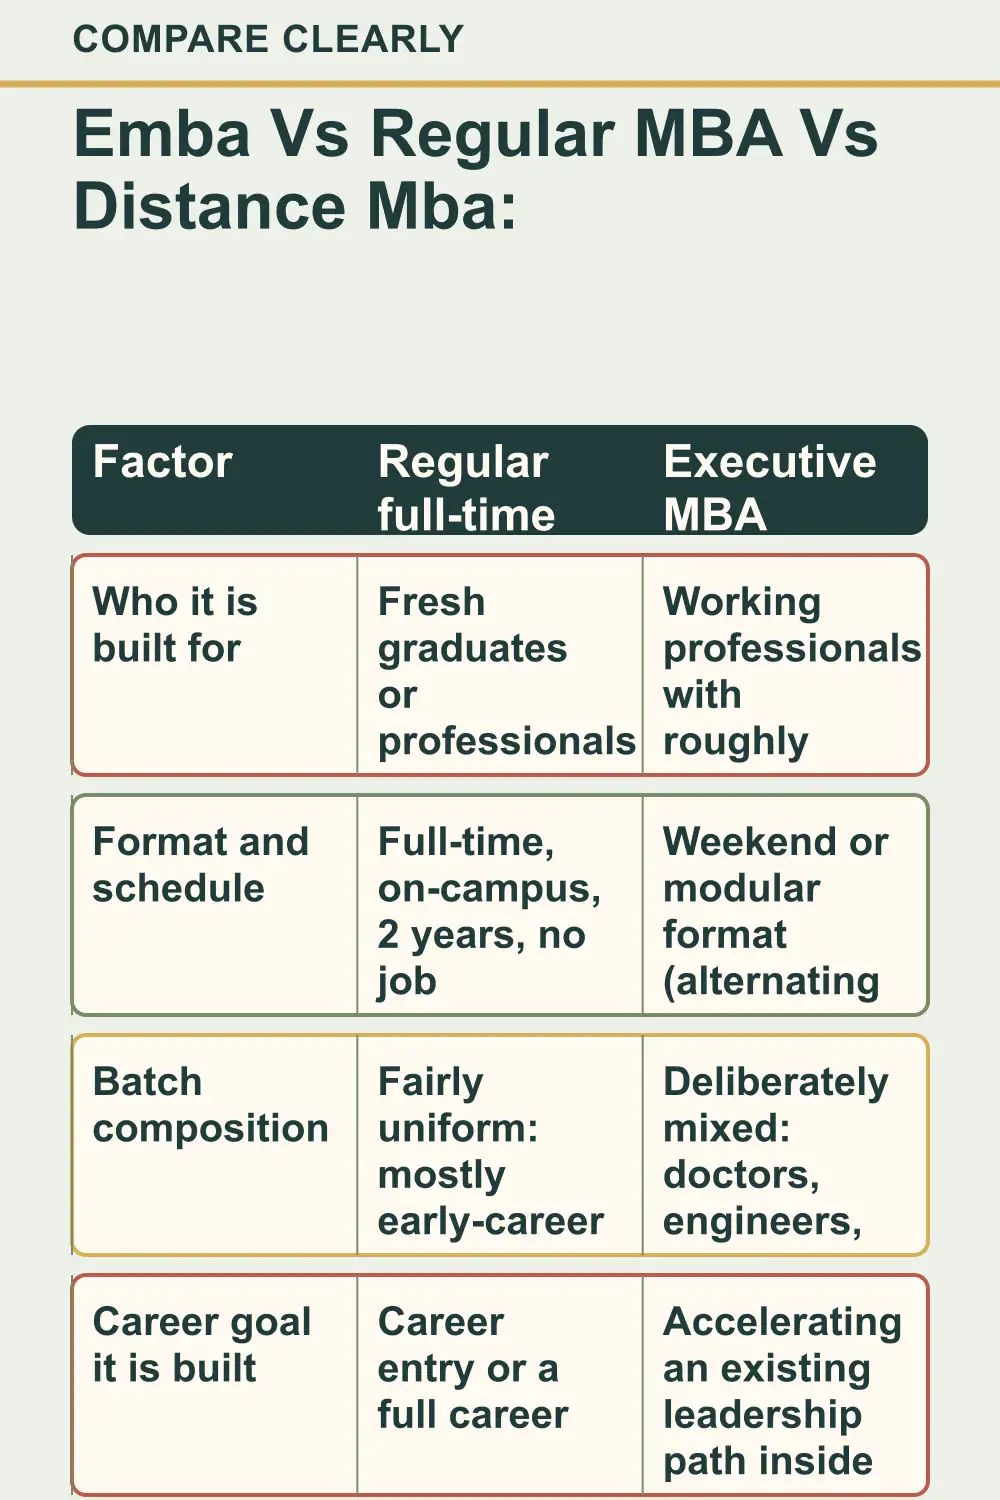 COMPARE CLEARLY
Emba Vs Regular MBA Vs
Distance Mba:
Factor
Regular
full-time
Executive
MBA
Who it is
built for
Fresh
graduates
or
professionals
Working
professionals
with
roughly
Format and
schedule
Full-time,
on-campus,
2 years, no
job
Weekend or
modular
format
(alternating
Batch
composition
Fairly
uniform:
mostly
early-career
Deliberately
mixed:
doctors,
engineers,
Career goal
it is built
Career
entry or a
full career
Accelerating
an existing
leadership
path inside